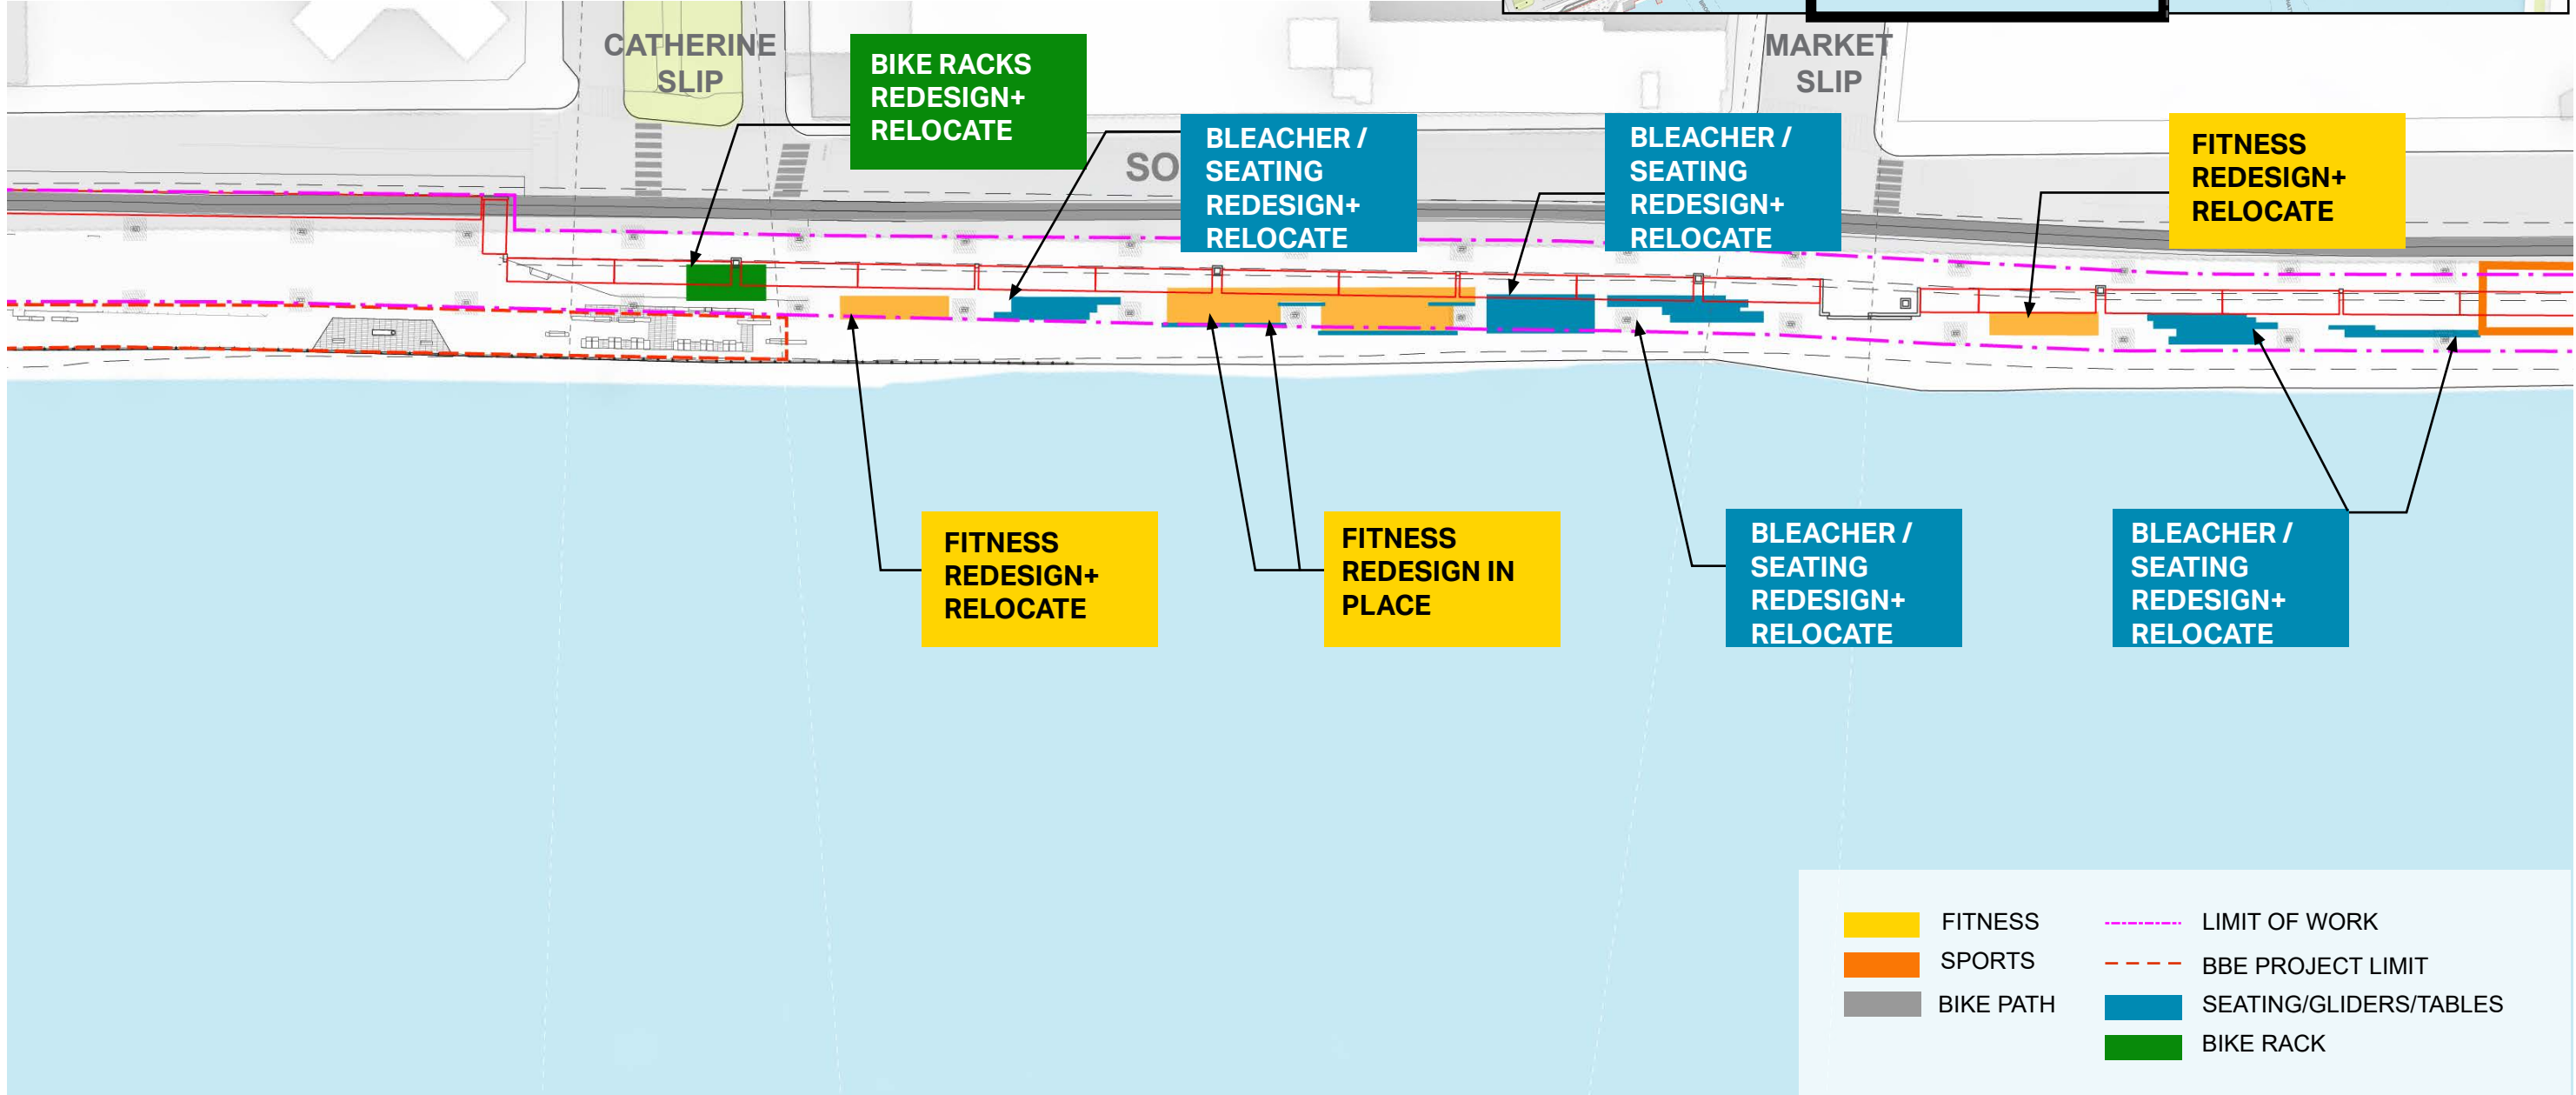 CATHERINE
SLIP
BIKE RACKS
REDESIGN+
RELOCATE
SO
BLEACHER /
SEATING
REDESIGN+
RELOCATE
BLEACHER /
SEATING
REDESIGN+
RELOCATE
MARKET
SLIP
FITNESS
REDESIGN+
RELOCATE
FITNESS
REDESIGN+
RELOCATE
FITNESS
REDESIGN IN
PLACE
BLEACHER /
SEATING
REDESIGN+
RELOCATE
BLEACHER /
SEATING
REDESIGN+
RELOCATE
FITNESS
SPORTS
BIKE PATH
LIMIT OF WORK
BBE PROJECT LIMIT
SEATING/GLIDERS/TABLES
BIKE RACK